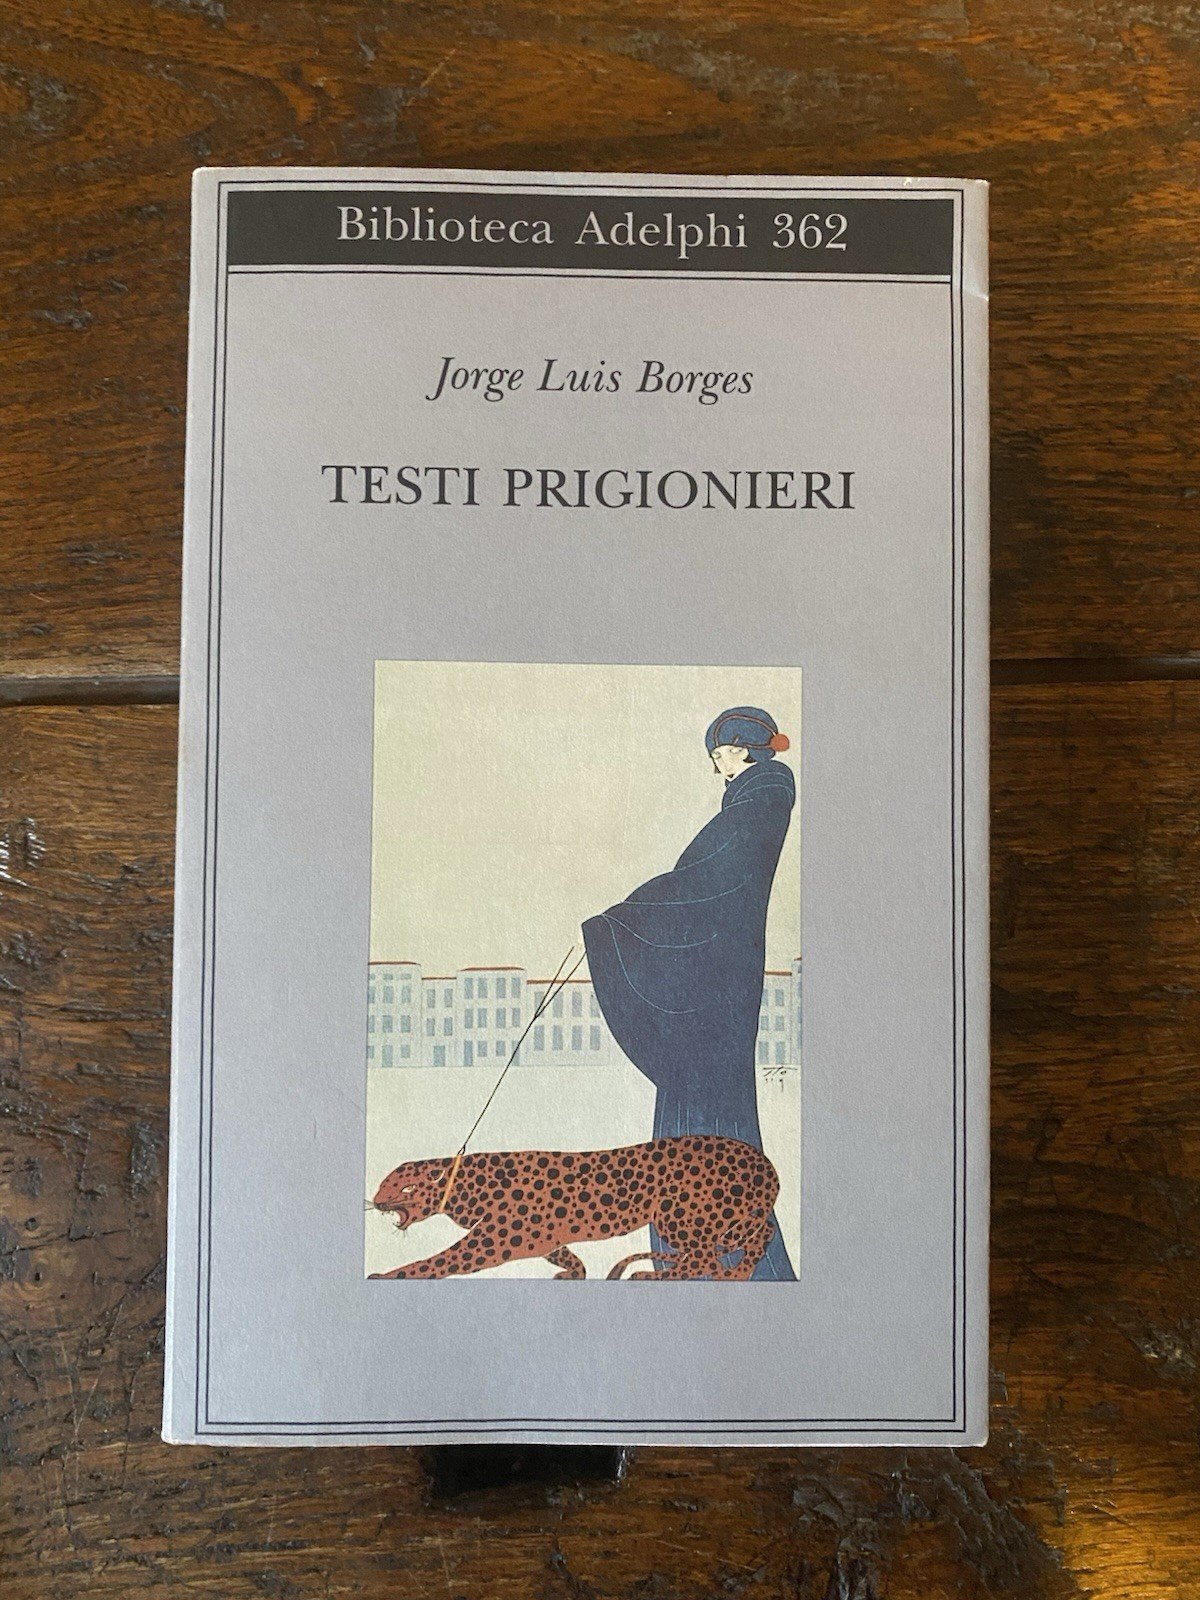 Biblioteca Adelphi 362
Jorge Luis Borges
TESTI PRIGIONIERI